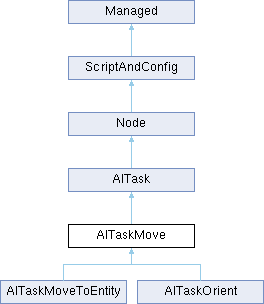 Managed
ScriptAndConfig
Node
AITask
AITaskMove
AITaskMoveToEntity
AITaskOrient